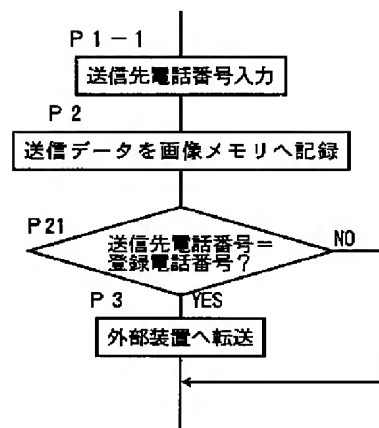 P1-1
送信先電話番号入力
P2
送信データを画像メモリへ記録
P21
送信先電話番号=
登録電話番号?
NO
P3
YES
外部装置へ転送